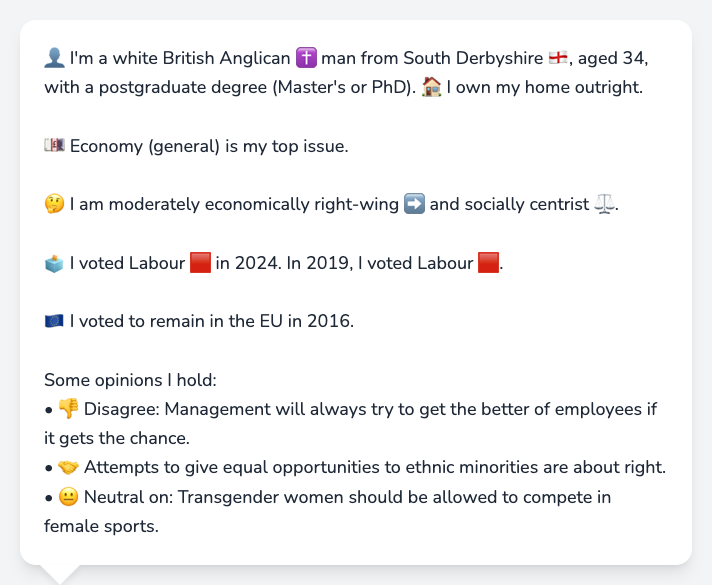 👤 I'm a white British Anglican ✝️ man from South Derbyshire 🏴󠁧󠁢󠁥󠁮󠁧󠁿, aged 34,
with a postgraduate degree (Master's or PhD). 🏠 I own my home outright.
💷 Economy (general) is my top issue.
🤔 I am moderately economically right-wing ➡️ and socially centrist ⚖️.
🗳️ I voted Labour 🟥 in 2024. In 2019, I voted Labour 🟥.
🇪🇺 I voted to remain in the EU in 2016.
Some opinions I hold:
• 👎 Disagree: Management will always try to get the better of employees if
it gets the chance.
• 🤝 Attempts to give equal opportunities to ethnic minorities are about right.
• 😐 Neutral on: Transgender women should be allowed to compete in
female sports.